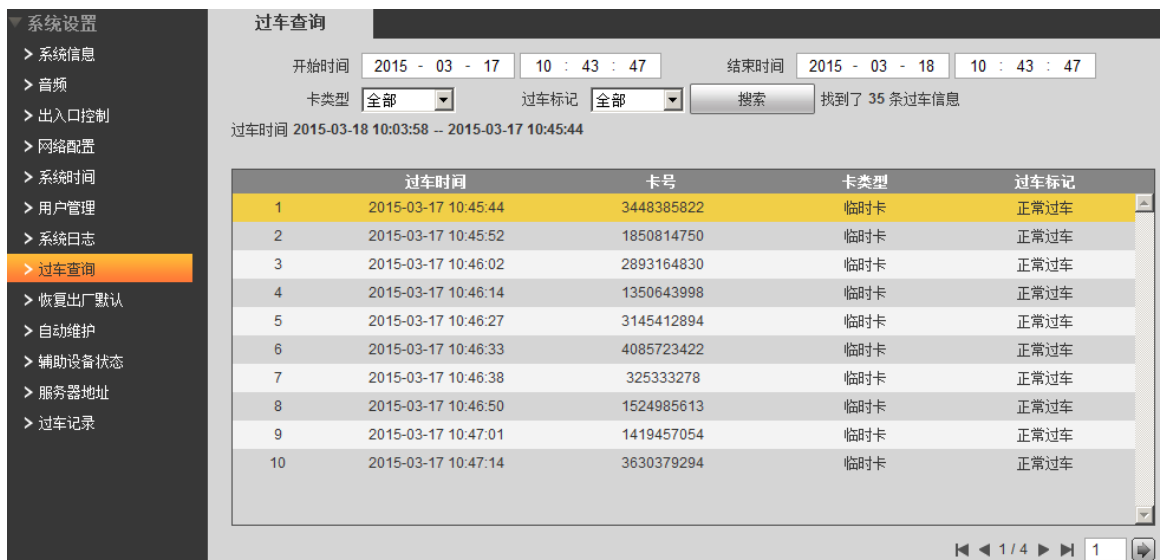 系统设置
> 系统信息
> 音频
> 出入口控制
> 网络配置
> 系统时间
> 用户管理
> 系统日志
> 过车查询
> 恢复出厂默认
> 自动维护
> 辅助设备状态
> 服务器地址
> 过车记录
过车查询
开始时间 2015 - 03 - 17 10 : 43 : 47 结束时间 2015 - 03 - 18 10 : 43 : 47
卡类型 全部 过车标记 全部 搜索 找到了 35 条过车信息
过车时间 2015-03-18 10:03:58 -- 2015-03-17 10:45:44
过车时间 卡号 卡类型 过车标记
1 2015-03-17 10:45:44 3448385822 临时卡 正常过车
2 2015-03-17 10:45:52 1850814750 临时卡 正常过车
3 2015-03-17 10:46:02 2893164830 临时卡 正常过车
4 2015-03-17 10:46:14 1350643998 临时卡 正常过车
5 2015-03-17 10:46:27 3145412894 临时卡 正常过车
6 2015-03-17 10:46:33 4085723422 临时卡 正常过车
7 2015-03-17 10:46:38 325333278 临时卡 正常过车
8 2015-03-17 10:46:50 1524985613 临时卡 正常过车
9 2015-03-17 10:47:01 1419457054 临时卡 正常过车
10 2015-03-17 10:47:14 3630379294 临时卡 正常过车
1 / 4 1